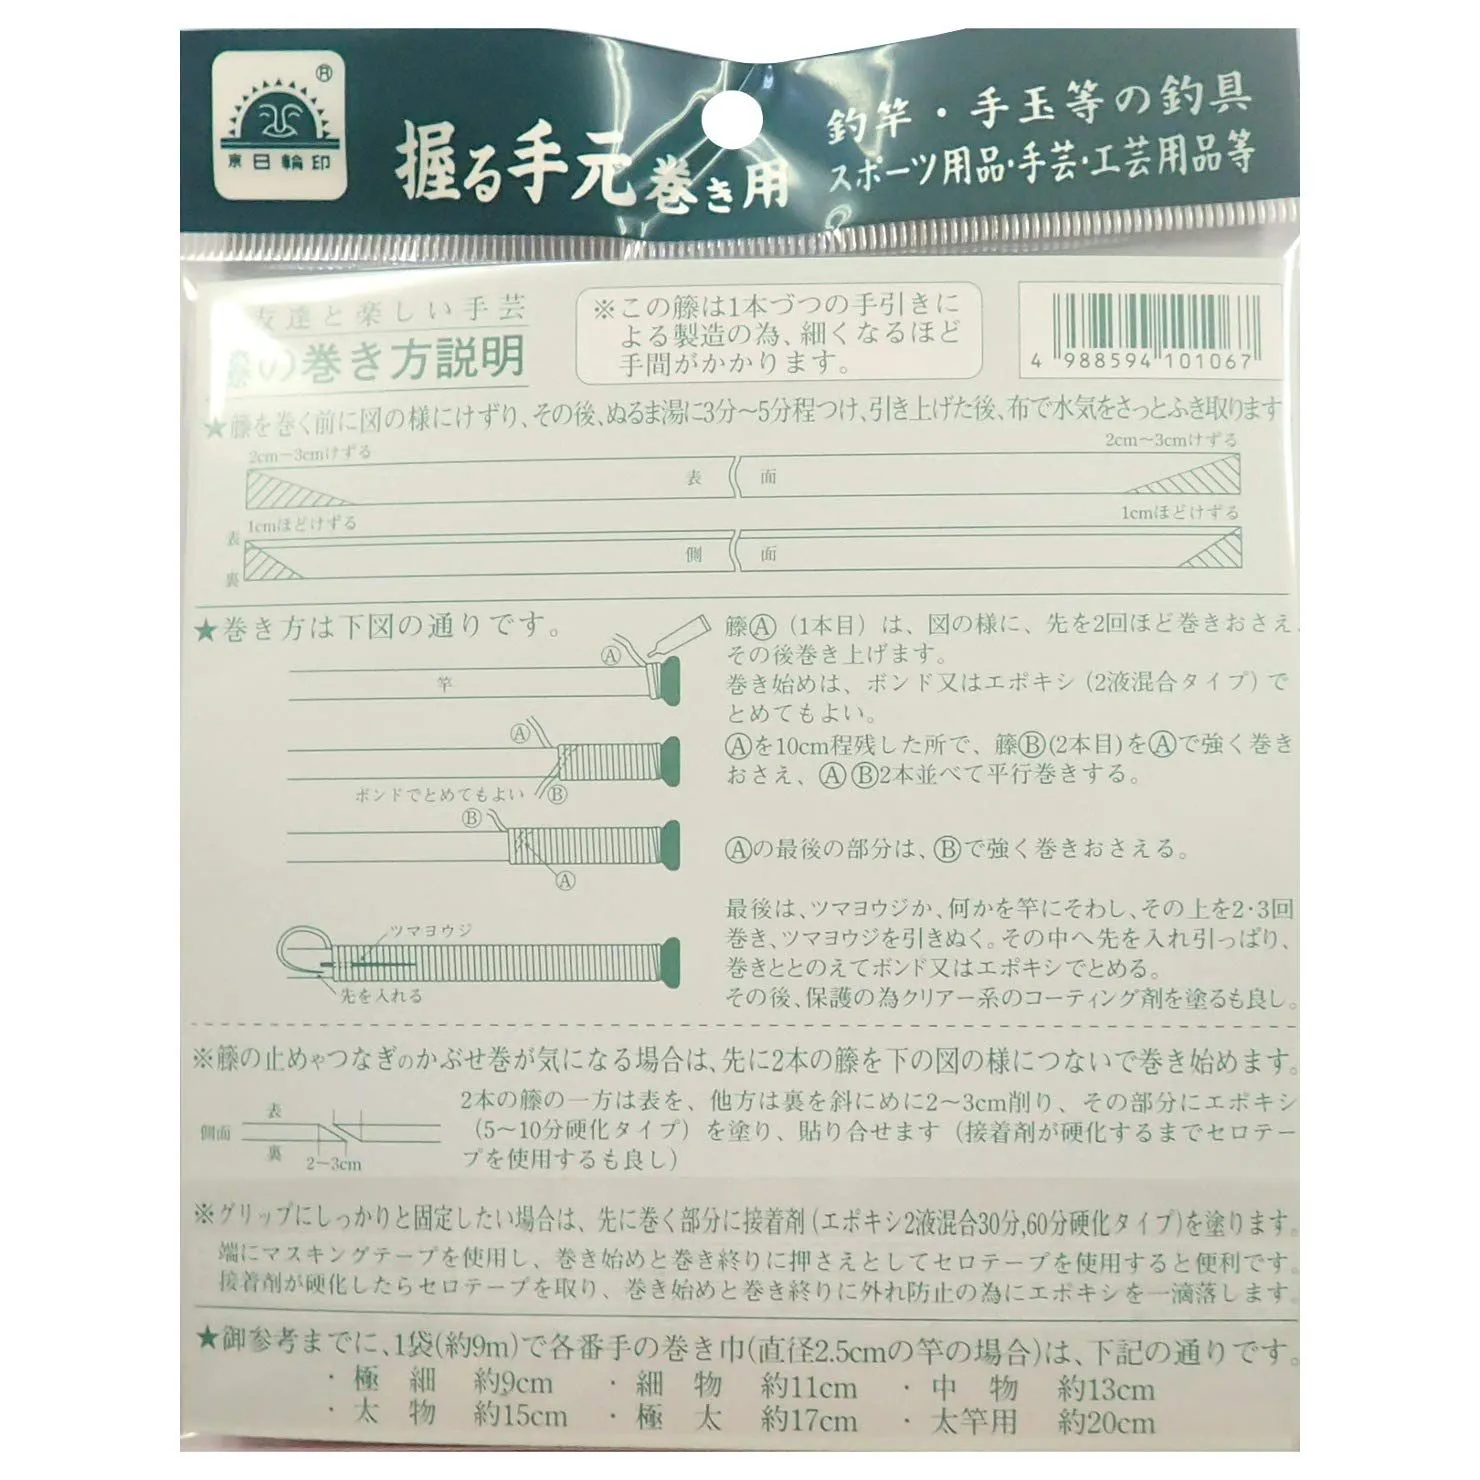 ®
東日輪印
握る手元巻き用
釣竿・手玉等の釣具
スポーツ用品・手芸・工芸用品等
友達と楽しい手芸
籐の巻き方説明
※この籐は1本づつの手引きに
よる製造の為、細くなるほど
手間がかかります。
4 988594 101067
★籐を巻く前に図の様にけずり、その後、ぬるま湯に3分～5分程つけ、引き上げた後、布で水気をさっとふき取ります
2cm～3cmけずる
2cm～3cmけずる
表 面
1cmほどけずる
1cmほどけずる
表
側 面
裏
★巻き方は下図の通りです。
籐Ⓐ（1本目）は、図の様に、先を2回ほど巻きおさえ、
その後巻き上げます。
巻き始めは、ボンド又はエポキシ（2液混合タイプ）で
とめてもよい。
Ⓐ
竿
Ⓐを10cm程残した所で、籐Ⓑ(2本目)をⒶで強く巻き
おさえ、ⒶⒷ2本並べて平行巻きする。
Ⓐ
ボンドでとめてもよい
Ⓑ
Ⓑ
Ⓐ
Ⓐの最後の部分は、Ⓑで強く巻きおさえる。
最後は、ツマヨウジか、何かを竿にそわし、その上を2・3回
巻き、ツマヨウジを引きぬく。その中へ先を入れ引っぱり、
巻きととのえてボンド又はエポキシでとめる。
その後、保護の為クリアー系のコーティング剤を塗るも良し。
ツマヨウジ
先を入れる
※籐の止めやつなぎのかぶせ巻が気になる場合は、先に2本の籐を下の図の様につないで巻き始めます。
表
側面
裏
2～3cm
2本の籐の一方は表を、他方は裏を斜にめに2～3cm削り、その部分にエポキシ
（5～10分硬化タイプ）を塗り、貼り合せます（接着剤が硬化するまでセロテー
プを使用するも良し）
※グリップにしっかりと固定したい場合は、先に巻く部分に接着剤(エポキシ2液混合30分,60分硬化タイプ)を塗ります。
端にマスキングテープを使用し、巻き始めと巻き終りに押さえとしてセロテープを使用すると便利です。
接着剤が硬化したらセロテープを取り、巻き始めと巻き終りに外れ防止の為にエポキシを一滴落します。
★御参考までに、1袋(約9m)で各番手の巻き巾(直径2.5cmの竿の場合)は、下記の通りです。
・極 細 約9cm ・細 物 約11cm ・中 物 約13cm
・太 物 約15cm ・極 太 約17cm ・太竿用 約20cm